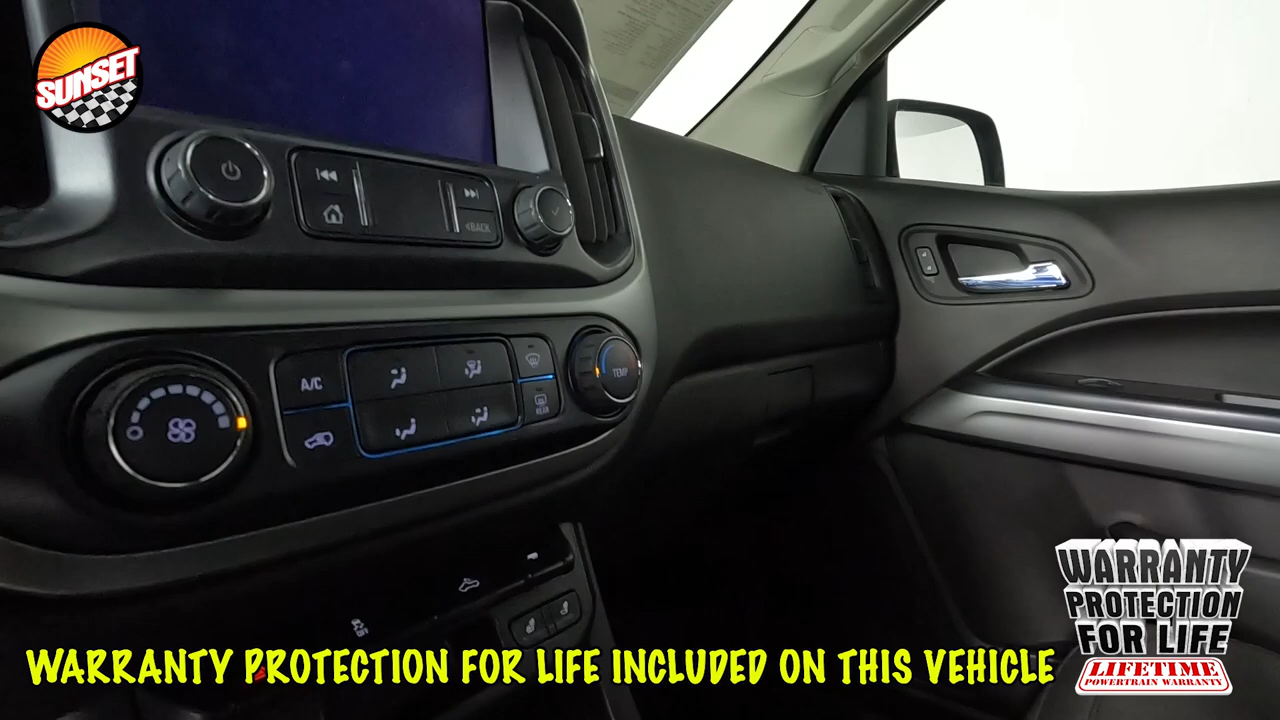 SUNSET
<BACK
A/C
TEMP
REAR
WARRANTY
PROTECTION
FOR LIFE
LIFETIME
POWERTRAIN WARRANTY
WARRANTY PROTECTION FOR LIFE INCLUDED ON THIS VEHICLE